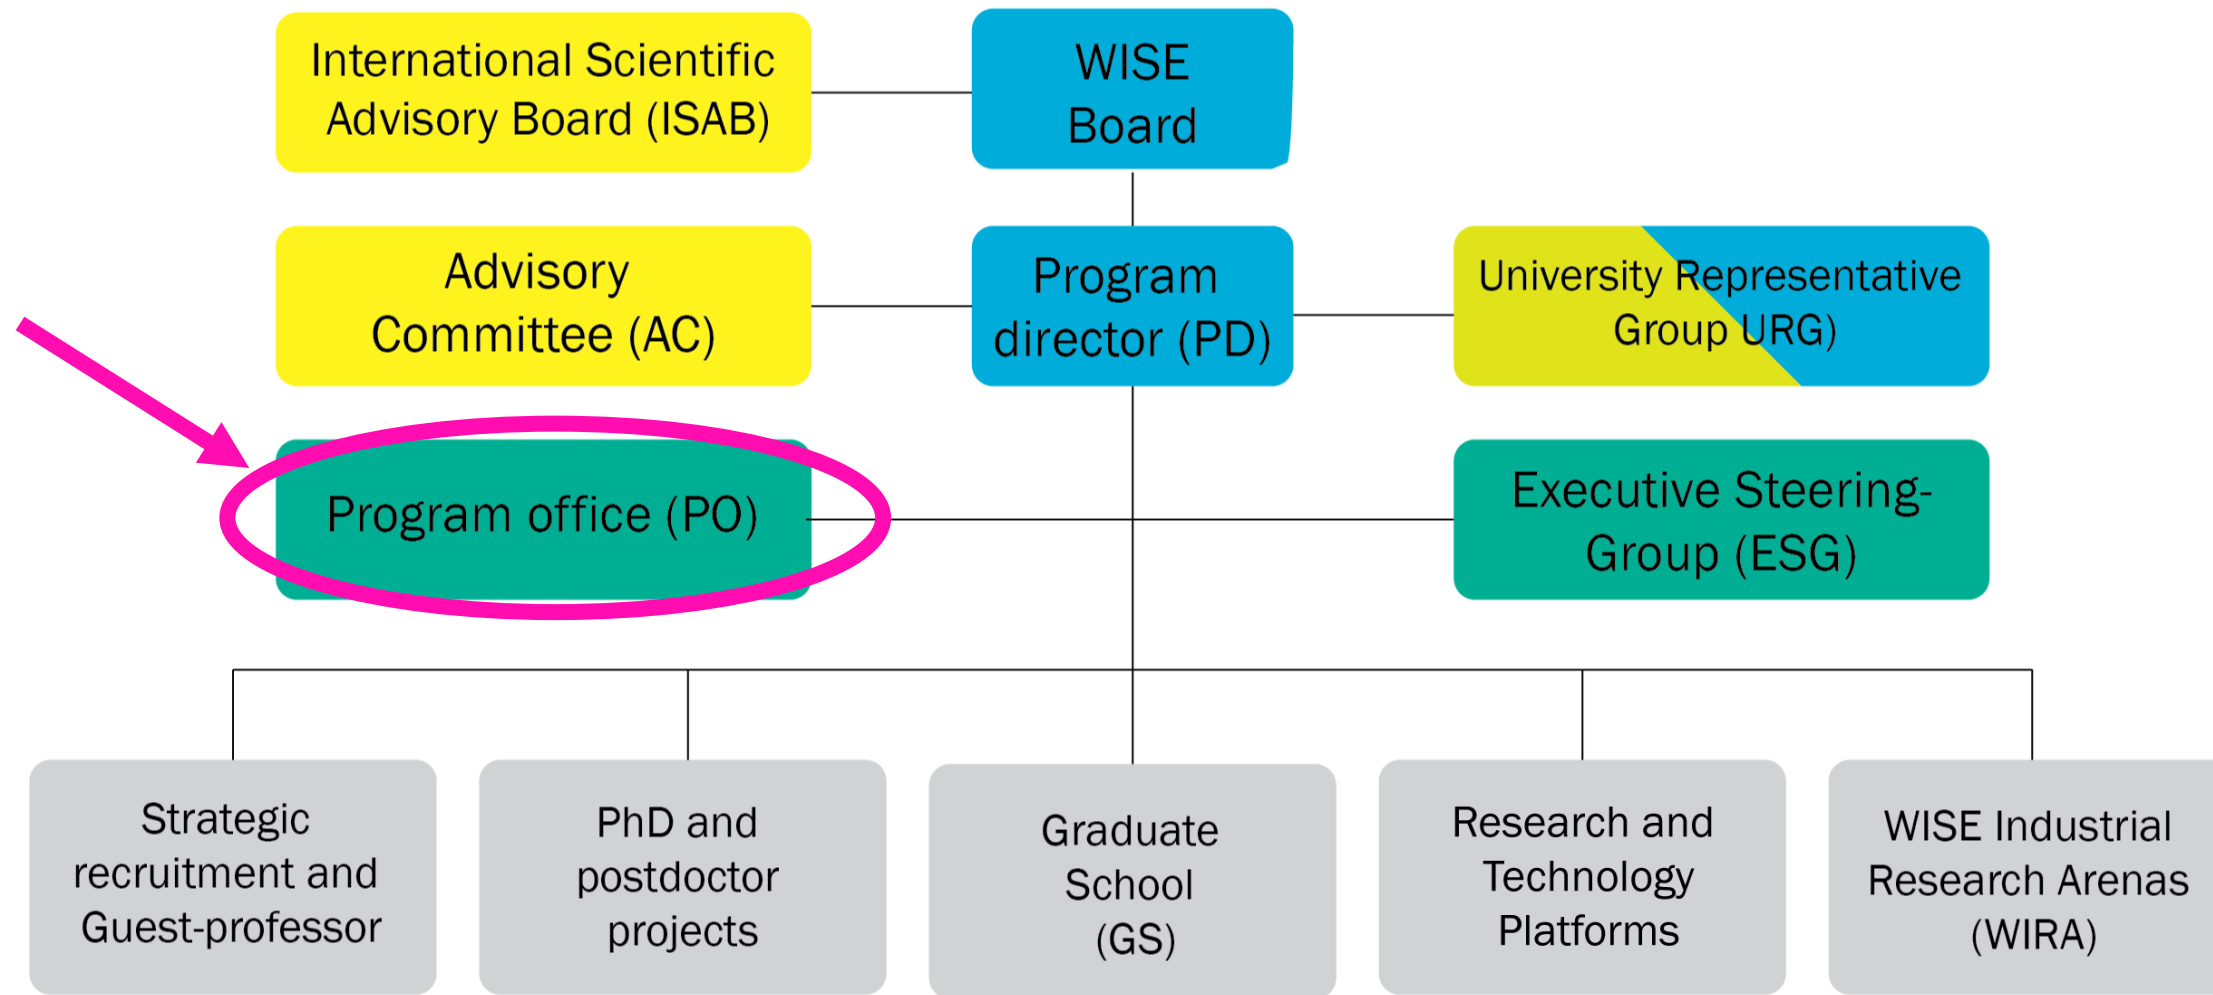 International Scientific
Advisory Board (ISAB)
WISE
Board
Advisory
Committee (AC)
Program
director (PD)
University Representative
Group URG)
Program office (PO)
Executive Steering-
Group (ESG)
Strategic
recruitment and
Guest-professor
PhD and
postdoctor
projects
Graduate
School
(GS)
Research and
Technology
Platforms
WISE Industrial
Research Arenas
(WIRA)